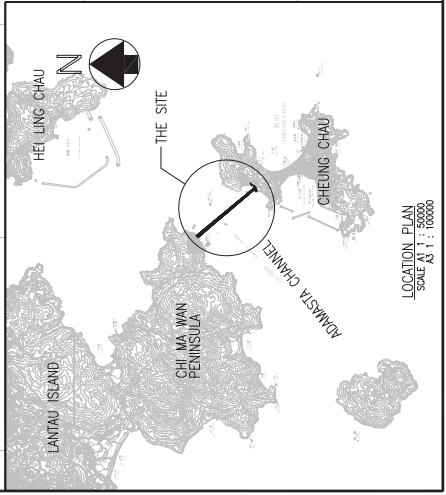 HEI LING CHAU
N
THE SITE
LANTAU ISLAND
CHI MA WAN
PENINSULA
ADAMASTA CHANNEL
CHEUNG CHAU
LOCATION PLAN
SCALE A1 1 : 50000
A3 1 : 100000